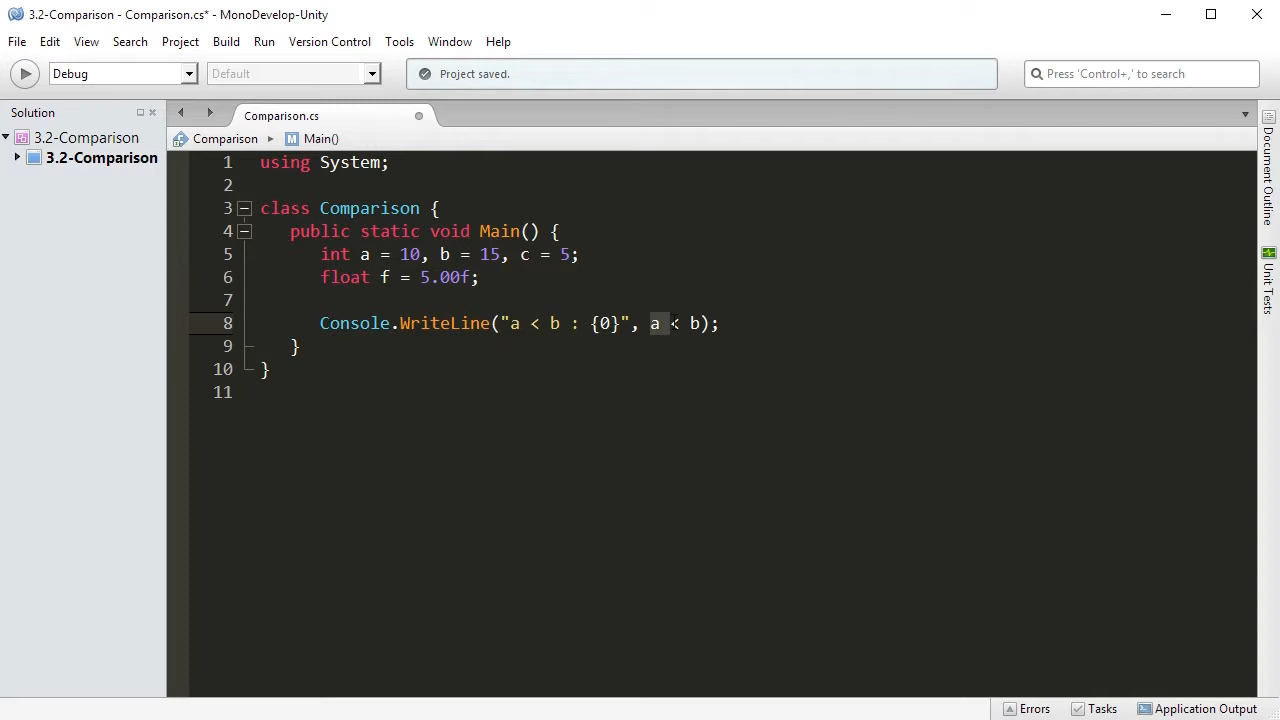 3.2-Comparison - Comparison.cs* - MonoDevelop-Unity
File Edit View Search Project Build Run Version Control Tools Window Help
Debug Default Project saved. Press 'Control+,' to search
Solution
3.2-Comparison
3.2-Comparison
Comparison.cs
Comparison Main()
1 using System;
2
3 class Comparison {
4 public static void Main() {
5 int a = 10, b = 15, c = 5;
6 float f = 5.00f;
7
8 Console.WriteLine("a < b : {0}", a < b);
9 }
10 }
11
Document Outline
Unit Tests
Errors Tasks Application Output